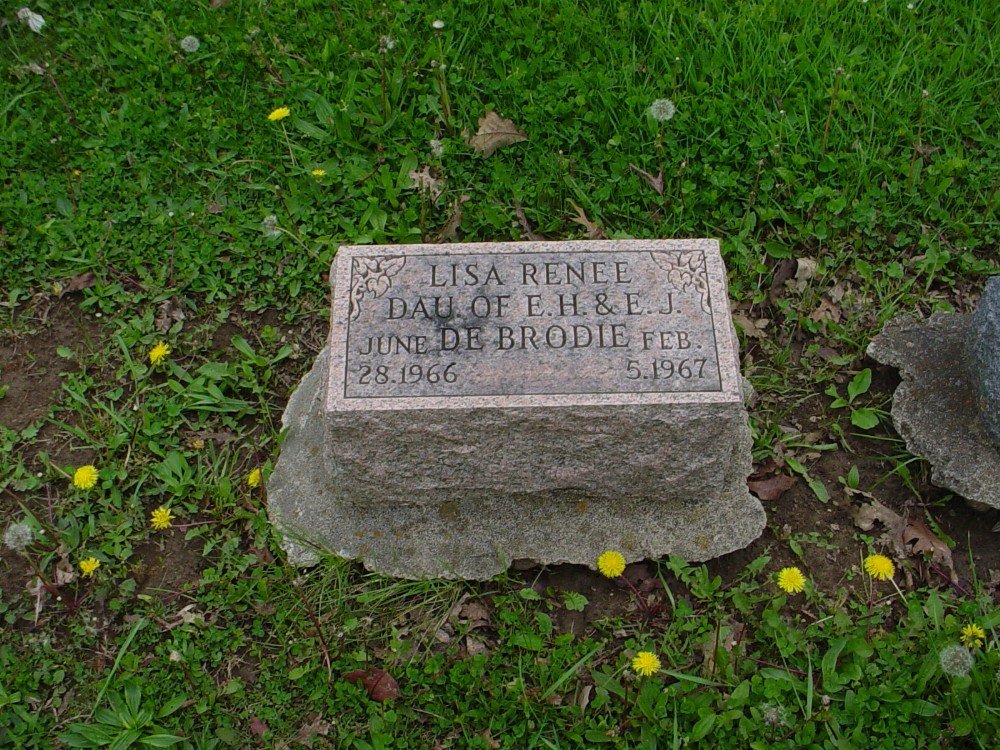 LISA RENEE
DAU. OF E.H. & E.J.
JUNE DE BRODIE FEB.
28.1966 5.1967